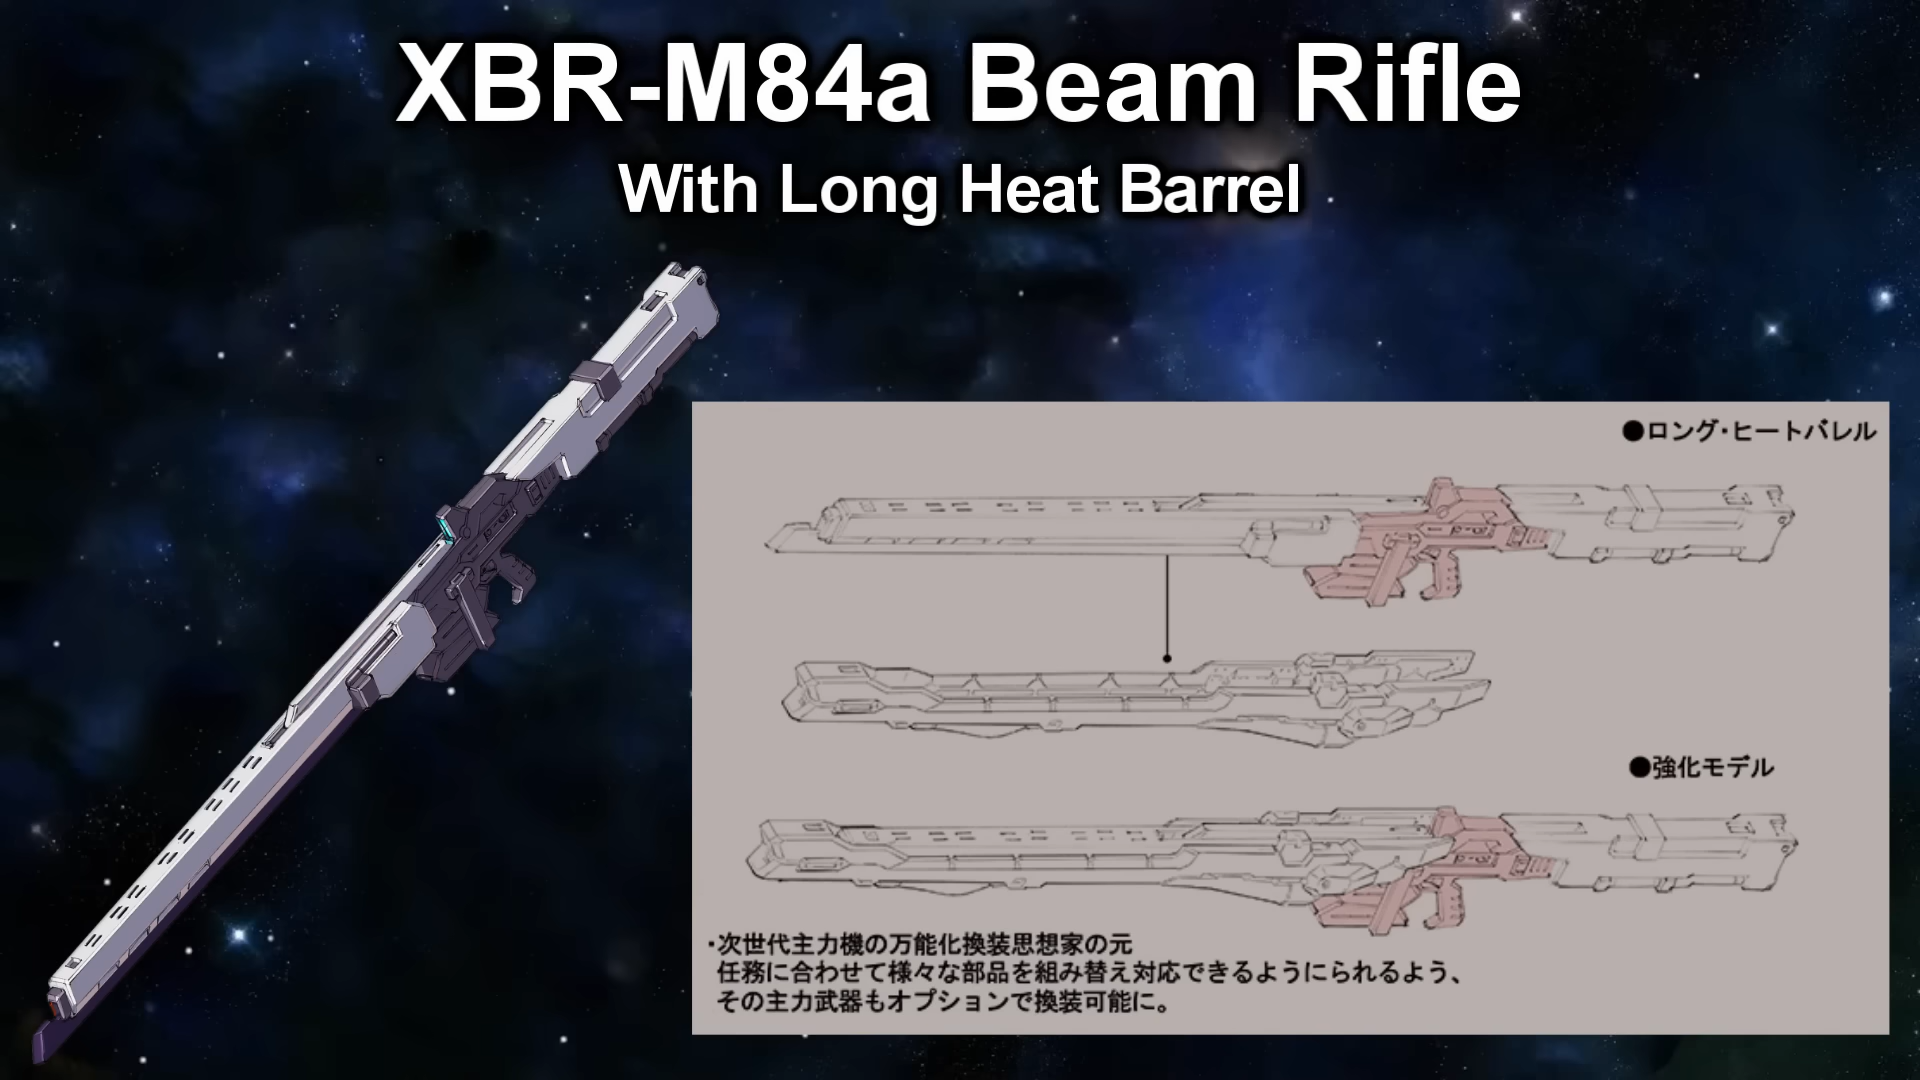 XBR-M84a Beam Rifle
With Long Heat Barrel
●ロング・ヒートバレル
●強化モデル
・次世代主力機の万能化換装思想家の元
任務に合わせて様々な部品を組み替え対応できるようにられるよう、
その主力武器もオプションで換装可能に。